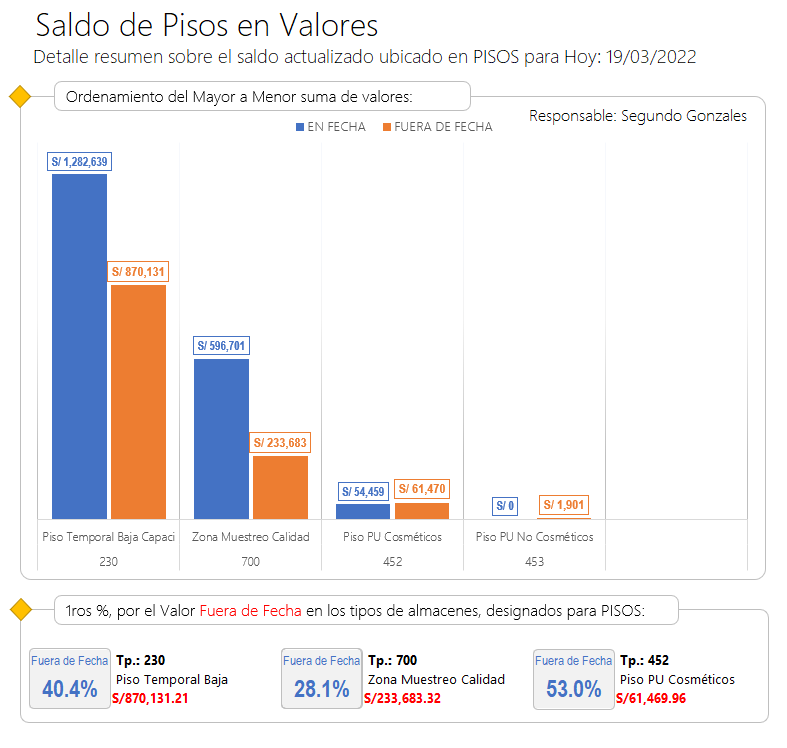 Saldo de Pisos en Valores
Detalle resumen sobre el saldo actualizado ubicado en PISOS para Hoy: 19/03/2022
Ordenamiento del Mayor a Menor suma de valores:
Responsable: Segundo Gonzales
EN FECHA FUERA DE FECHA
S/ 1,282,639
S/ 870,131
S/ 596,701
S/ 233,683
S/ 54,459
S/ 61,470
S/ 0
S/ 1,901
Piso Temporal Baja Capaci Zona Muestreo Calidad Piso PU Cosméticos Piso PU No Cosméticos
230 700 452 453
1ros %, por el Valor Fuera de Fecha en los tipos de almacenes, designados para PISOS:
Fuera de Fecha
40.4%
Tp.: 230
Piso Temporal Baja
S/870,131.21
Fuera de Fecha
28.1%
Tp.: 700
Zona Muestreo Calidad
S/233,683.32
Fuera de Fecha
53.0%
Tp.: 452
Piso PU Cosméticos
S/61,469.96